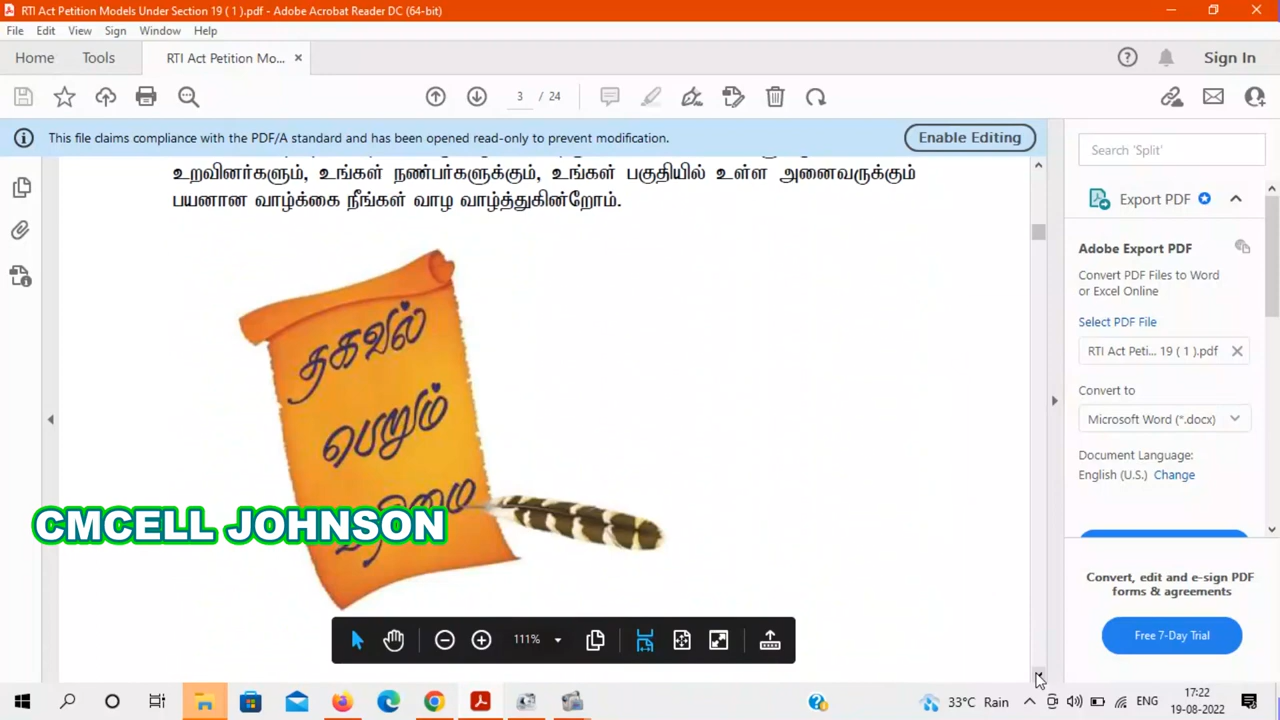 RTI Act Petition Models Under Section 19 ( 1 ).pdf - Adobe Acrobat Reader DC (64-bit)
File Edit View Sign Window Help
Home Tools RTI Act Petition Mo... × Sign In
3 / 24
This file claims compliance with the PDF/A standard and has been opened read-only to prevent modification. Enable Editing
Search 'Split'
உறவினர்களும், உங்கள் நண்பர்களுக்கும், உங்கள் பகுதியில் உள்ள அனைவருக்கும்
பயனான வாழ்க்கை நீங்கள் வாழ வாழ்த்துகின்றோம்.
Export PDF
Adobe Export PDF
Convert PDF Files to Word
or Excel Online
Select PDF File
RTI Act Peti... 19 ( 1 ).pdf
Convert to
Microsoft Word (*.docx)
Document Language:
English (U.S.) Change
Convert, edit and e-sign PDF
forms & agreements
Free 7-Day Trial
தகவல்
பெறும்
CMCELL JOHNSON
111%
33°C Rain
ENG
17:22
19-08-2022